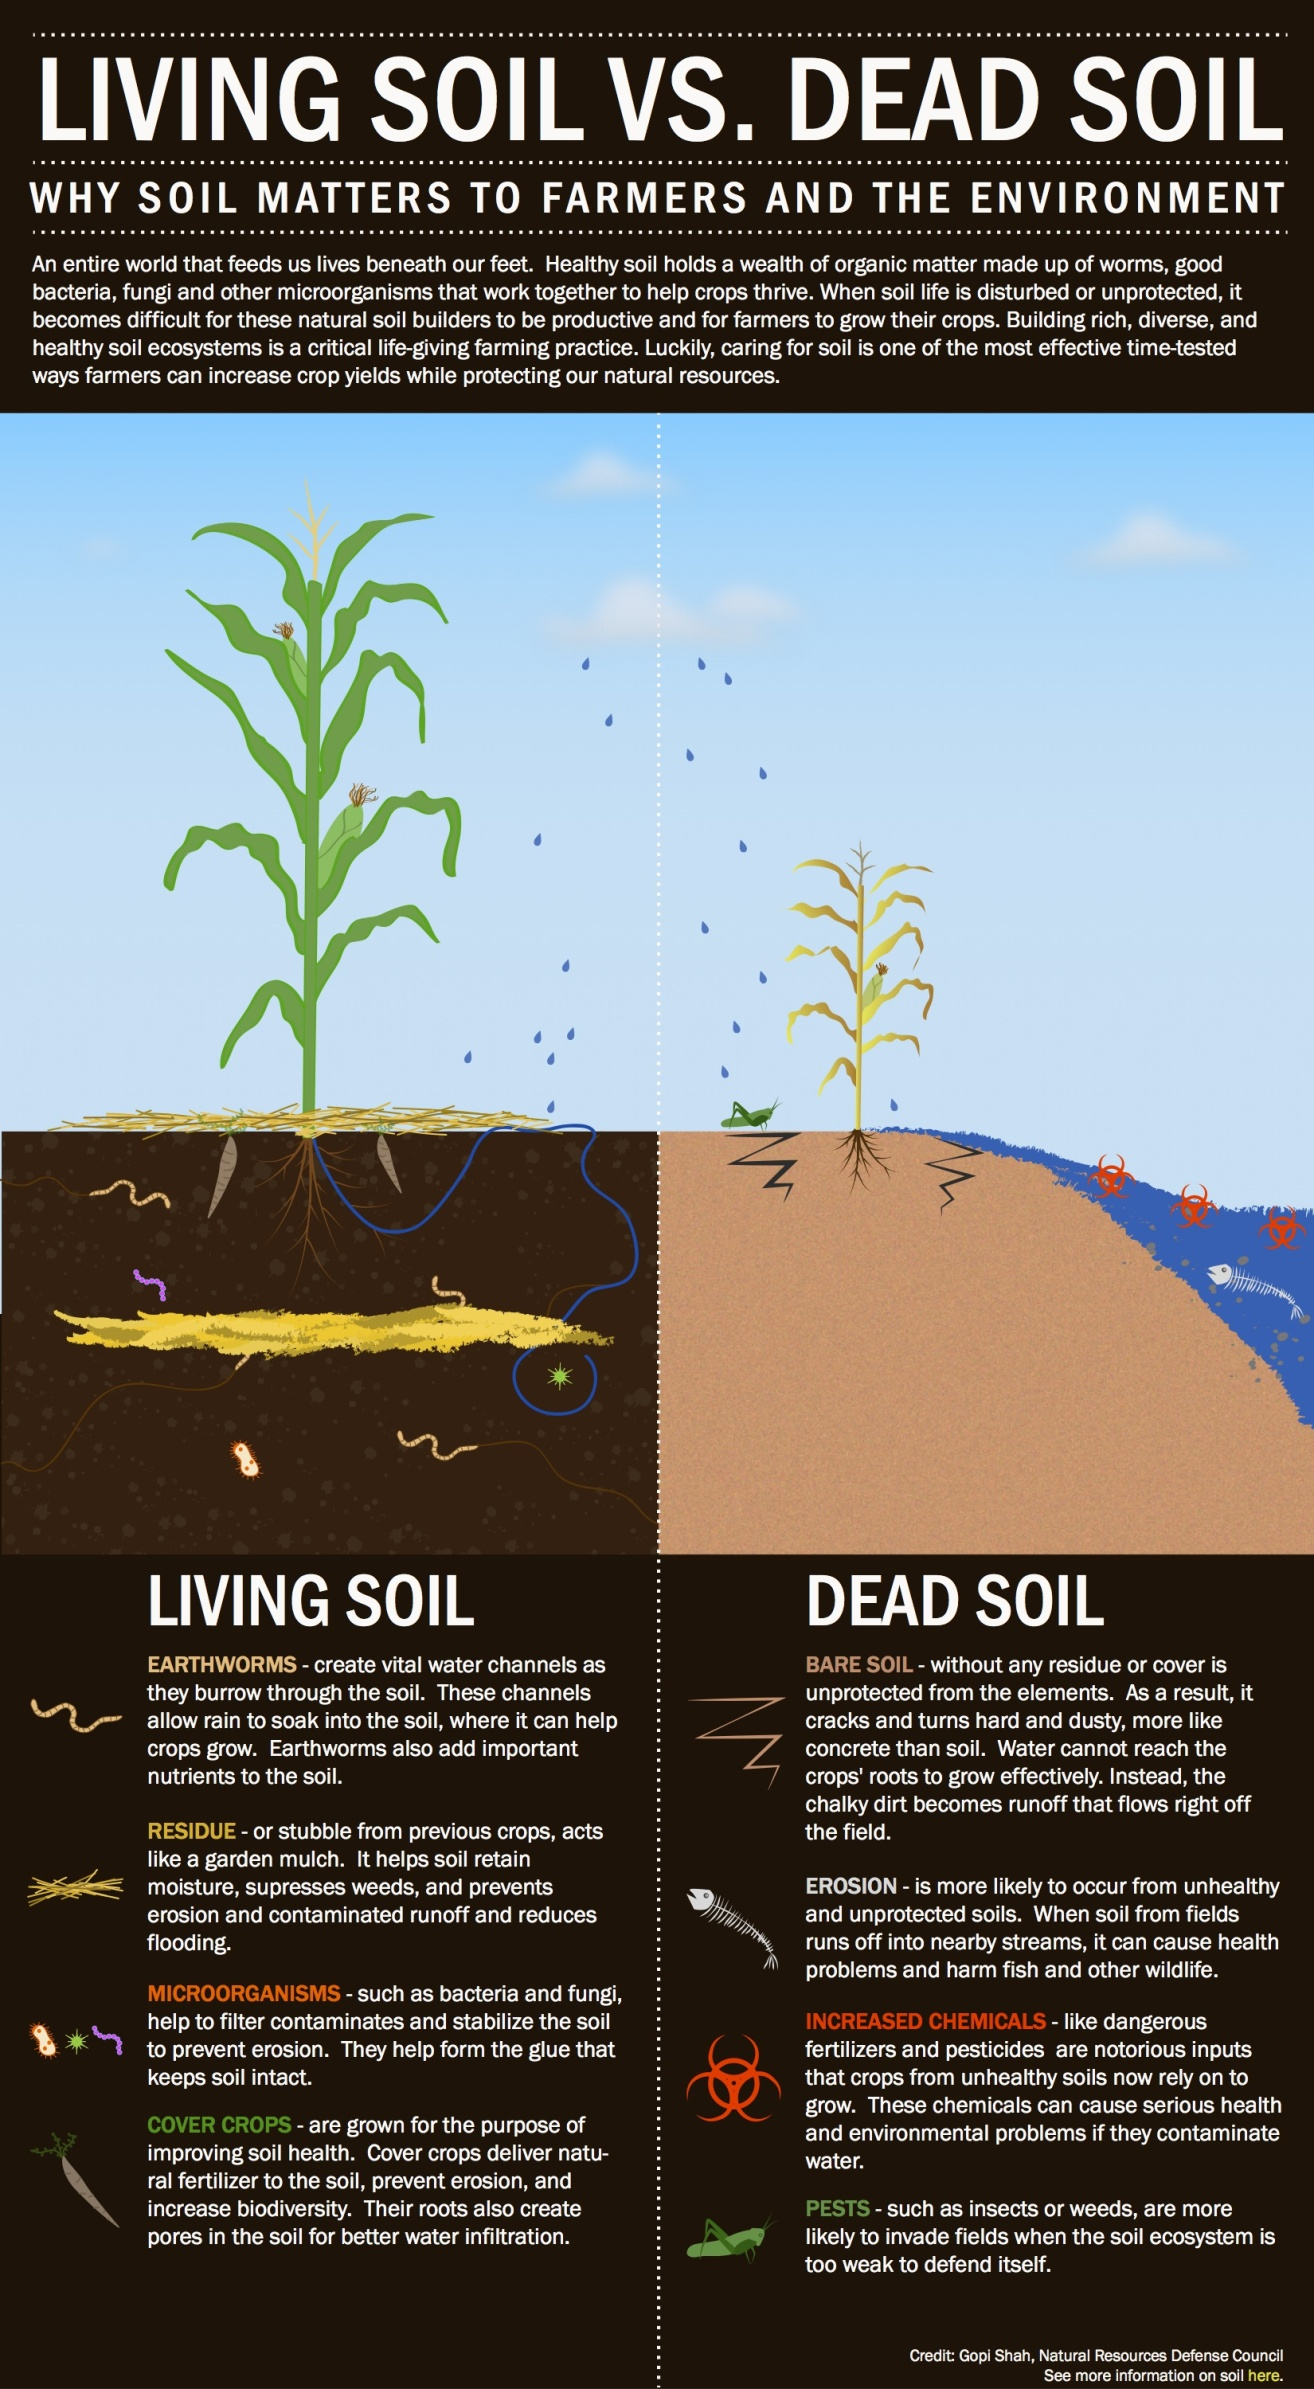 LIVING SOIL VS. DEAD SOIL
WHY SOIL MATTERS TO FARMERS AND THE ENVIRONMENT
An entire world that feeds us lives beneath our feet.  Healthy soil holds a wealth of organic matter made up of worms, good
bacteria, fungi and other microorganisms that work together to help crops thrive. When soil life is disturbed or unprotected, it
becomes difficult for these natural soil builders to be productive and for farmers to grow their crops. Building rich, diverse, and
healthy soil ecosystems is a critical life-giving farming practice. Luckily, caring for soil is one of the most effective time-tested
ways farmers can increase crop yields while protecting our natural resources.
LIVING SOIL
EARTHWORMS - create vital water channels as
they burrow through the soil.  These channels
allow rain to soak into the soil, where it can help
crops grow.  Earthworms also add important
nutrients to the soil.
RESIDUE - or stubble from previous crops, acts
like a garden mulch.  It helps soil retain
moisture, supresses weeds, and prevents
erosion and contaminated runoff and reduces
flooding.
MICROORGANISMS - such as bacteria and fungi,
help to filter contaminates and stabilize the soil
to prevent erosion.  They help form the glue that
keeps soil intact.
COVER CROPS - are grown for the purpose of
improving soil health.  Cover crops deliver natu-
ral fertilizer to the soil, prevent erosion, and
increase biodiversity.  Their roots also create
pores in the soil for better water infiltration.
DEAD SOIL
BARE SOIL - without any residue or cover is
unprotected from the elements.  As a result, it
cracks and turns hard and dusty, more like
concrete than soil.  Water cannot reach the
crops' roots to grow effectively. Instead, the
chalky dirt becomes runoff that flows right off
the field.
EROSION - is more likely to occur from unhealthy
and unprotected soils.  When soil from fields
runs off into nearby streams, it can cause health
problems and harm fish and other wildlife.
INCREASED CHEMICALS - like dangerous
fertilizers and pesticides  are notorious inputs
that crops from unhealthy soils now rely on to
grow.  These chemicals can cause serious health
and environmental problems if they contaminate
water.
PESTS - such as insects or weeds, are more
likely to invade fields when the soil ecosystem is
too weak to defend itself.
Credit: Gopi Shah, Natural Resources Defense Council
See more information on soil here.